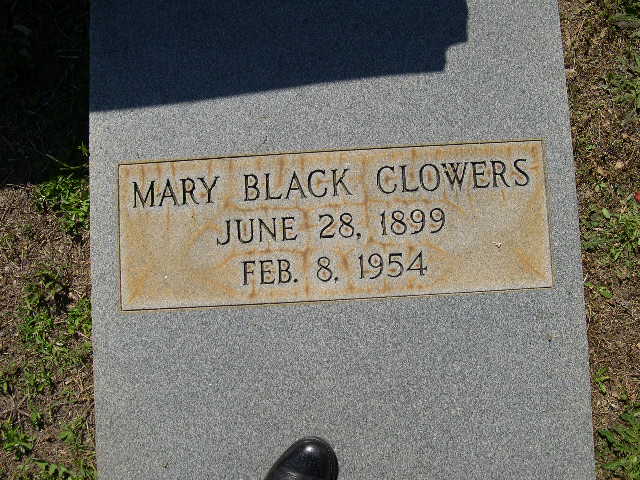 MARY BLACK CLOWERS
JUNE 28, 1899
FEB. 8, 1954